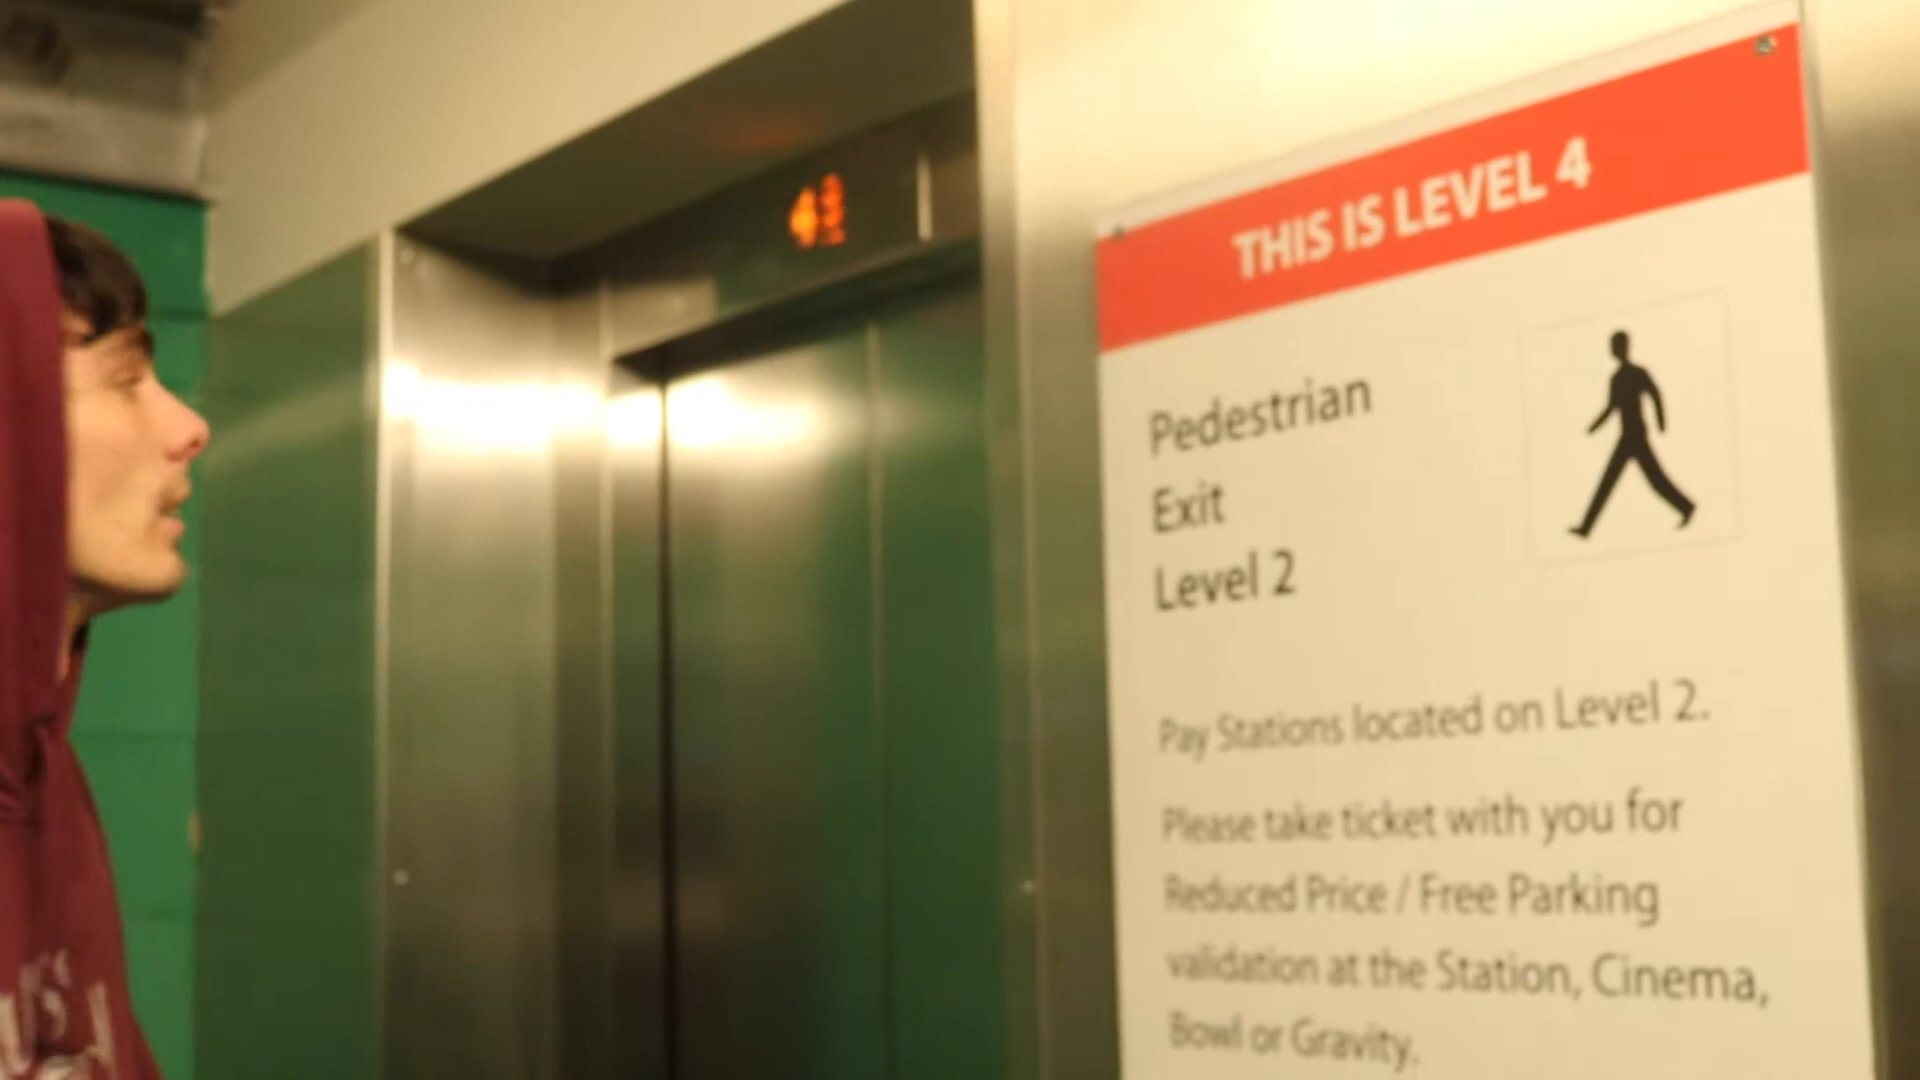 THIS IS LEVEL 4
Pedestrian
Exit
Level 2
Pay Stations located on Level 2.
Please take ticket with you for
Reduced Price / Free Parking
validation at the Station, Cinema,
Bowl or Gravity.